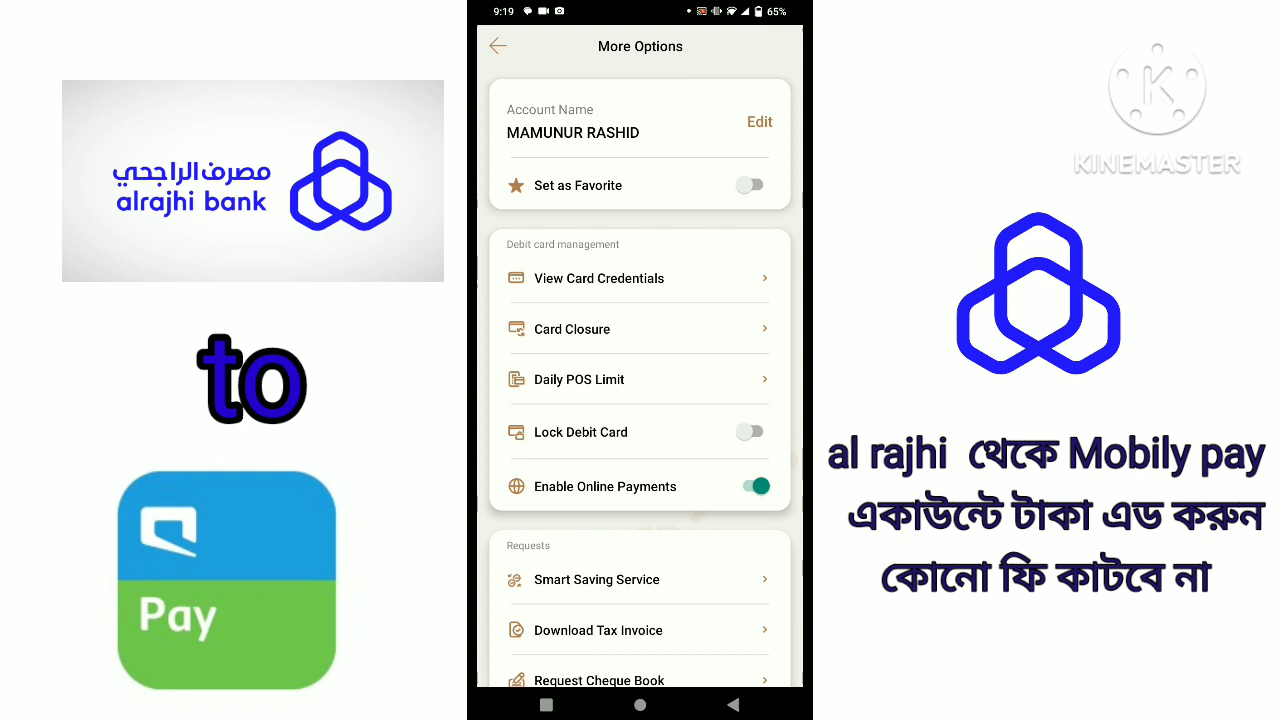 9:19
65%
More Options
Account Name
MAMUNUR RASHID
Edit
Set as Favorite
Debit card management
View Card Credentials
Card Closure
Daily POS Limit
Lock Debit Card
Enable Online Payments
Requests
Smart Saving Service
Download Tax Invoice
Request Cheque Book
مصرف الراجحي
alrajhi bank
to
Pay
K
KINEMASTER
al rajhi থেকে Mobily pay
একাউন্টে টাকা এড করুন
কোনো ফি কাটবে না